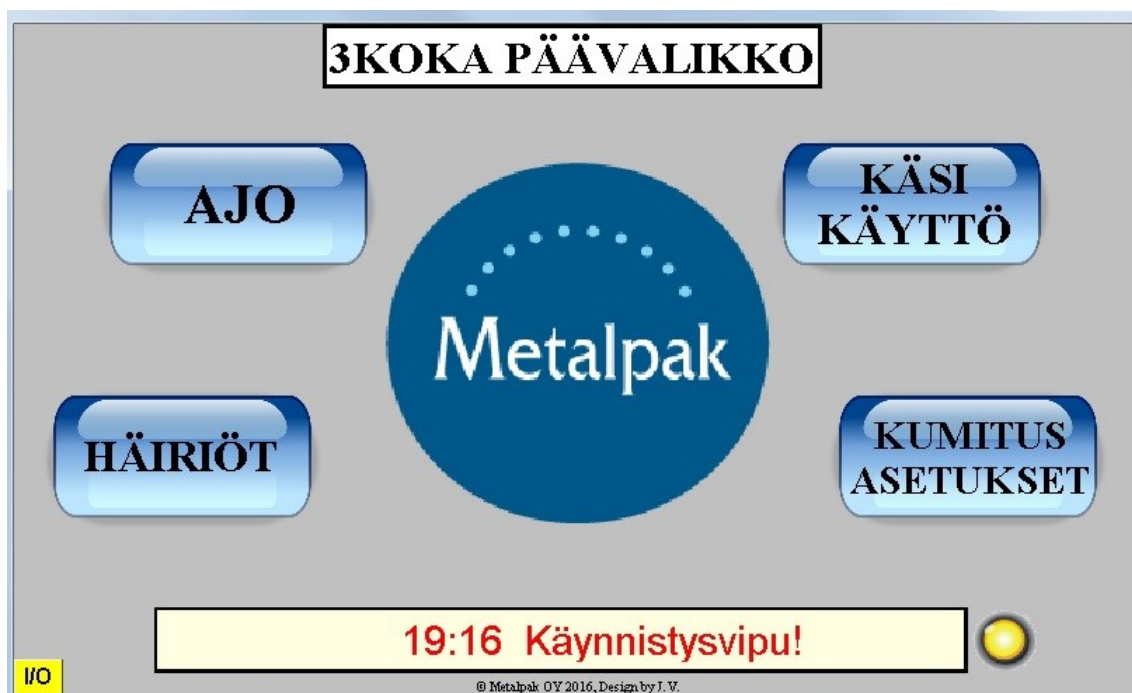 3KOKA PÄÄVALIKKO
AJO
KÄSI
KÄYTTÖ
Metalpak
HÄIRIÖT
KUMITUS
ASETUKSET
19:16 Käynnistysvipu!
I/O
© Metalpak OY 2016, Design by J. V.